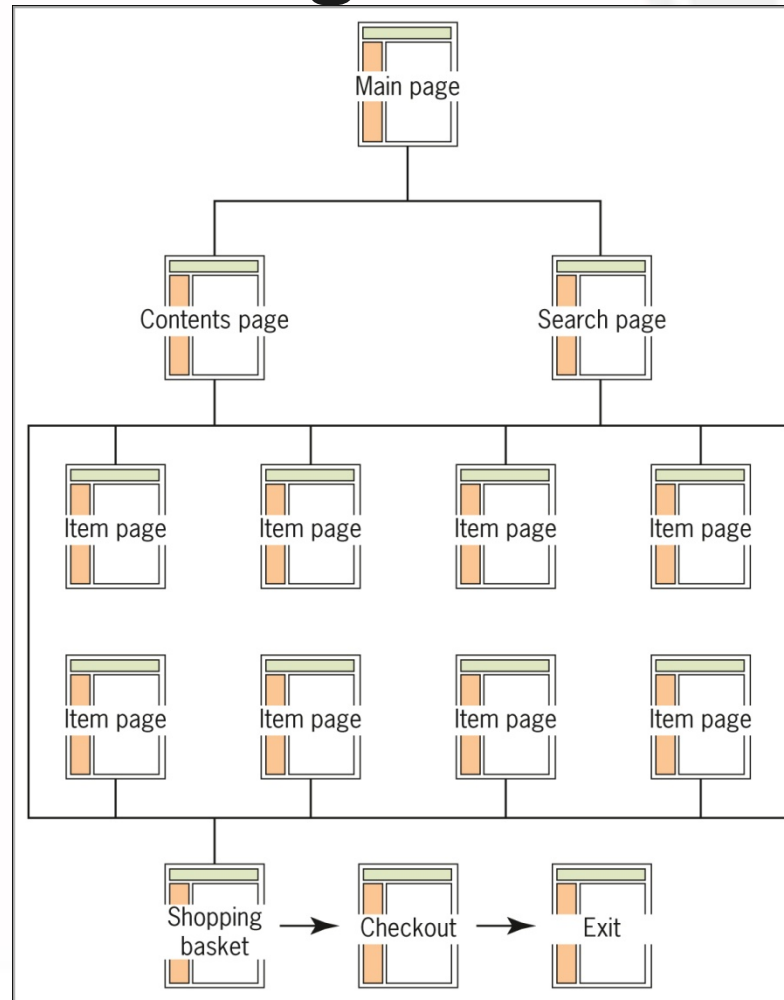 Main page
Contents page
Search page
Item page
Item page
Item page
Item page
Item page
Item page
Item page
Item page
Shopping
basket
Checkout
Exit